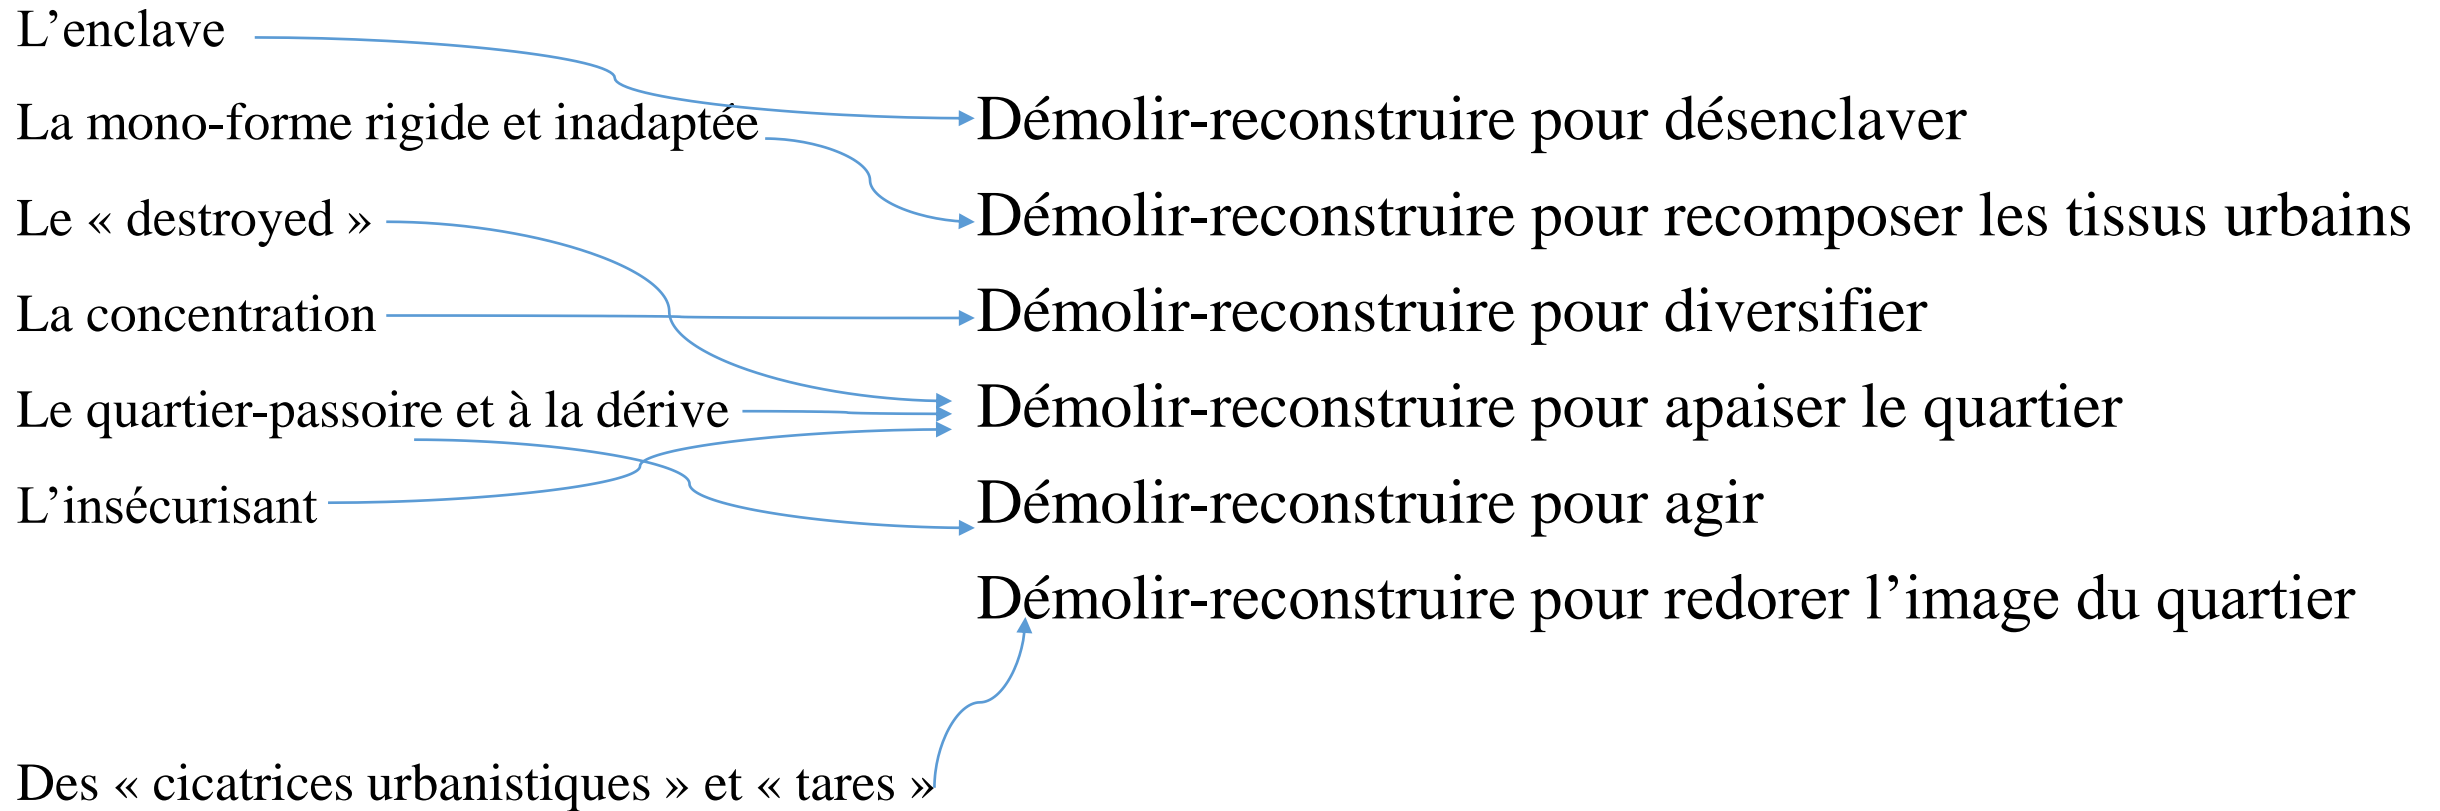 L’enclave
La mono-forme rigide et inadaptée
Le « destroyed »
La concentration
Le quartier-passoire et à la dérive
L’insécurisant
Démolir-reconstruire pour désenclaver
Démolir-reconstruire pour recomposer les tissus urbains
Démolir-reconstruire pour diversifier
Démolir-reconstruire pour apaiser le quartier
Démolir-reconstruire pour agir
Démolir-reconstruire pour redorer l’image du quartier
Des « cicatrices urbanistiques » et « tares »